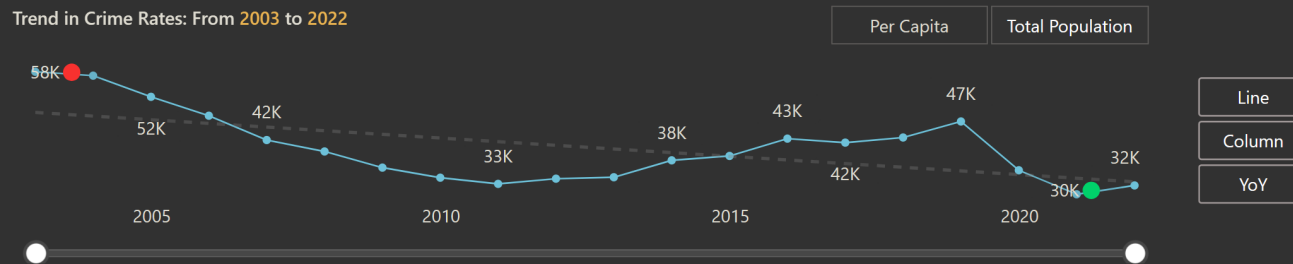 Trend in Crime Rates: From 2003 to 2022
Per Capita
Total Population
58K
52K
42K
33K
38K
43K
42K
47K
30K
32K
2005
2010
2015
2020
Line
Column
YoY